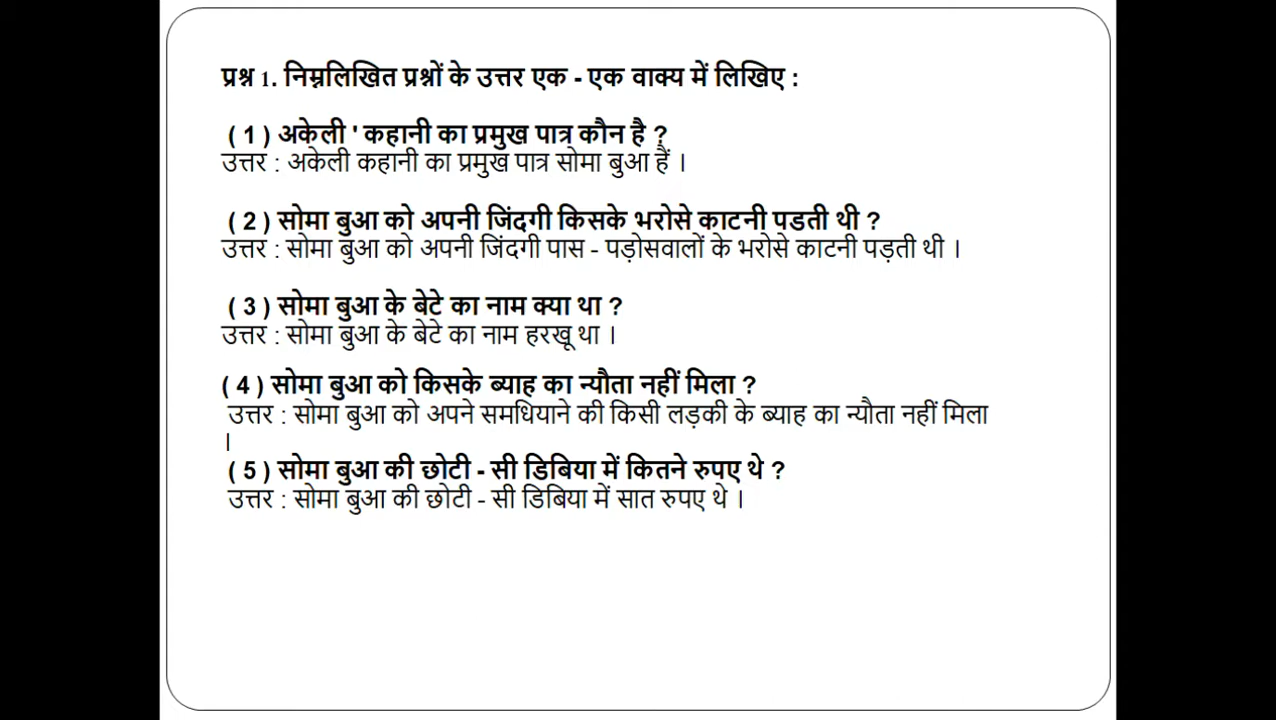 प्रश्न 1. निम्नलिखित प्रश्नों के उत्तर एक - एक वाक्य में लिखिए :
( 1 ) अकेली ' कहानी का प्रमुख पात्र कौन है ?
उत्तर : अकेली कहानी का प्रमुख पात्र सोमा बुआ हैं ।
( 2 ) सोमा बुआ को अपनी जिंदगी किसके भरोसे काटनी पडती थी ?
उत्तर : सोमा बुआ को अपनी जिंदगी पास - पड़ोसवालों के भरोसे काटनी पड़ती थी ।
( 3 ) सोमा बुआ के बेटे का नाम क्या था ?
उत्तर : सोमा बुआ के बेटे का नाम हरखू था ।
( 4 ) सोमा बुआ को किसके ब्याह का न्यौता नहीं मिला ?
उत्तर : सोमा बुआ को अपने समधियाने की किसी लड़की के ब्याह का न्यौता नहीं मिला
।
( 5 ) सोमा बुआ की छोटी - सी डिबिया में कितने रुपए थे ?
उत्तर : सोमा बुआ की छोटी - सी डिबिया में सात रुपए थे ।